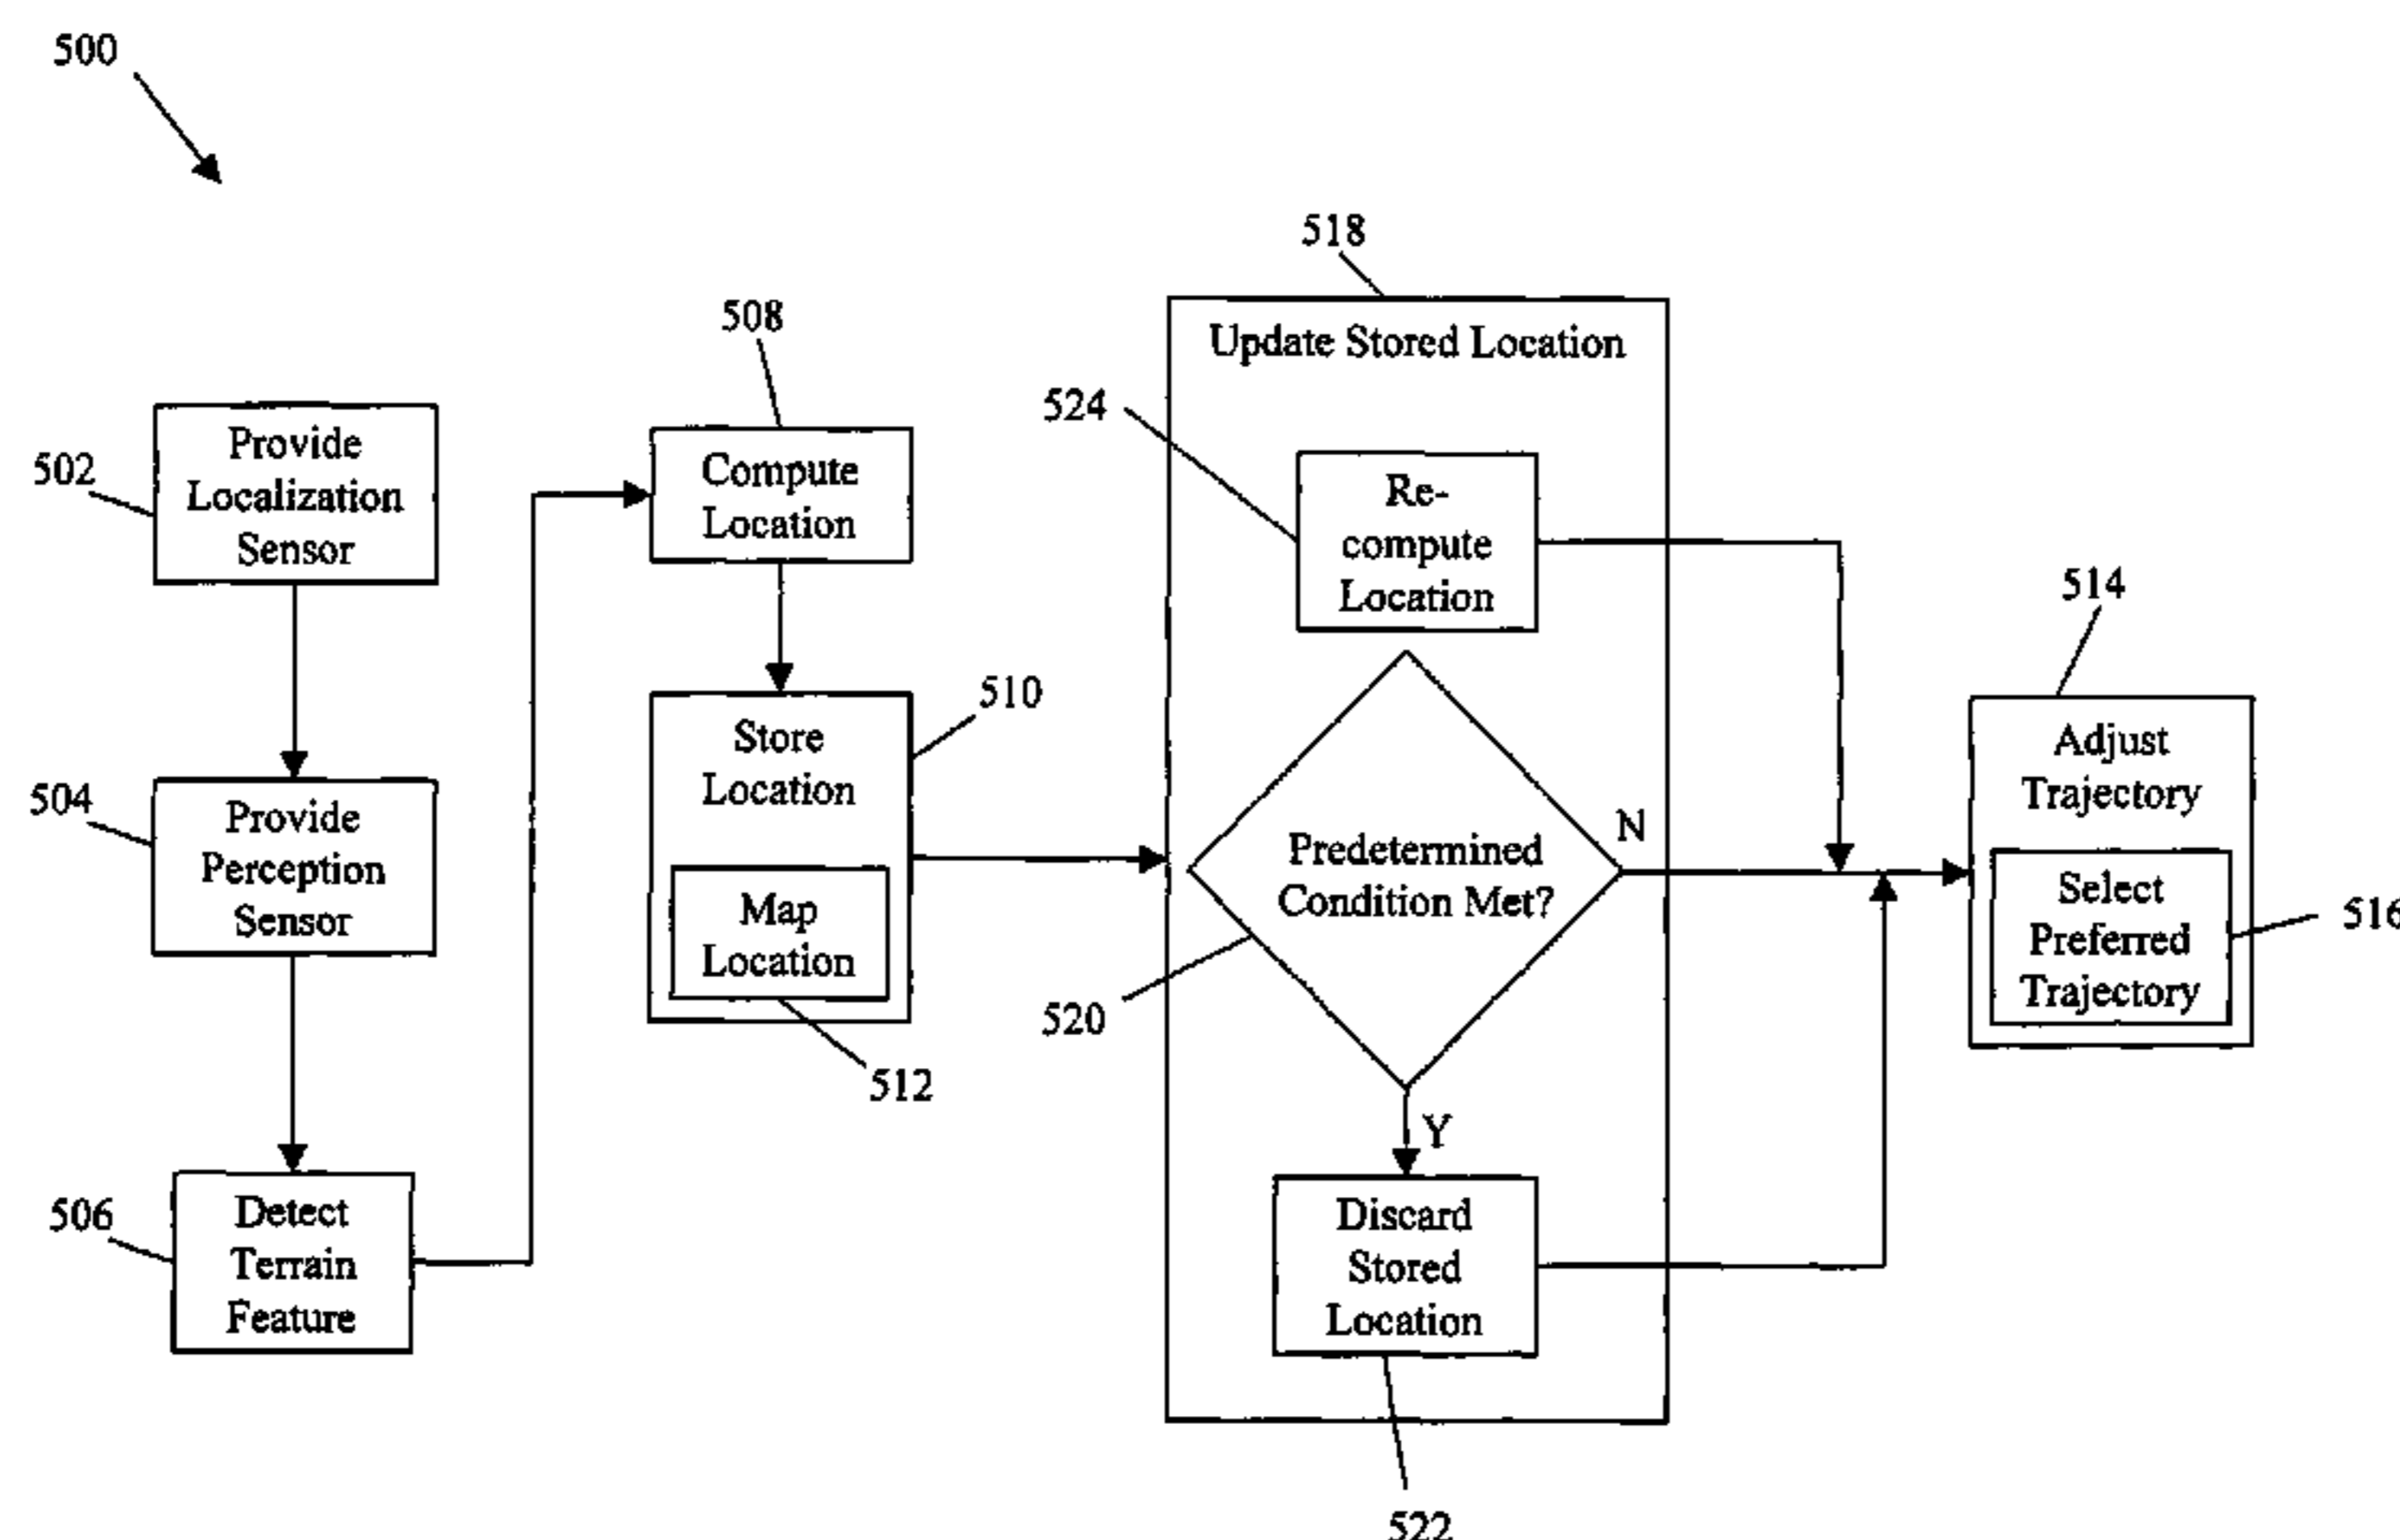 500
502
Provide
Localization
Sensor
504
Provide
Perception
Sensor
506
Detect
Terrain
Feature
508
Compute
Location
510
Store
Location
Map
Location
512
518
Update Stored Location
524
Re-
compute
Location
Predetermined
Condition Met?
N
520
Y
Discard
Stored
Location
522
514
Adjust
Trajectory
Select
Preferred
Trajectory
516